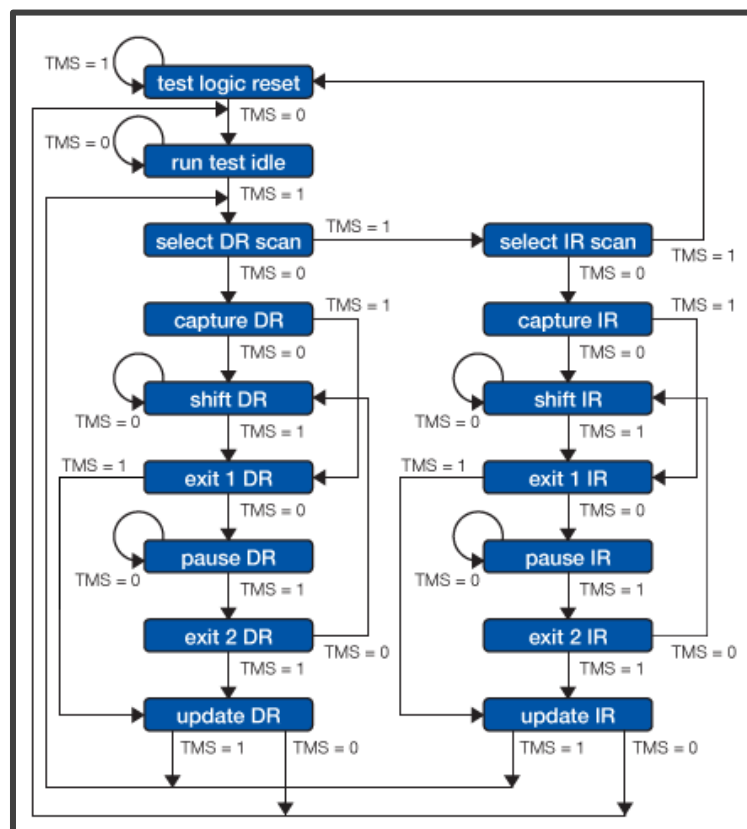 TMS = 1
test logic reset
TMS = 0
TMS = 0
run test idle
TMS = 1
select DR scan
TMS = 1
select IR scan
TMS = 1
TMS = 0
TMS = 0
capture DR
TMS = 1
capture IR
TMS = 1
TMS = 0
TMS = 0
shift DR
shift IR
TMS = 0
TMS = 1
TMS = 0
TMS = 1
TMS = 1
exit 1 DR
TMS = 1
exit 1 IR
TMS = 0
TMS = 0
pause DR
pause IR
TMS = 0
TMS = 1
TMS = 0
TMS = 1
exit 2 DR
TMS = 0
exit 2 IR
TMS = 0
TMS = 1
TMS = 1
update DR
update IR
TMS = 1
TMS = 0
TMS = 1
TMS = 0